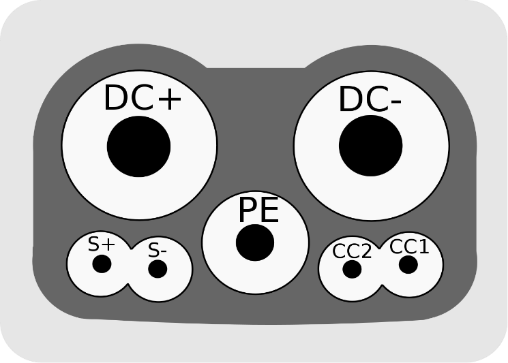 DC+
DC-
PE
S+
S-
CC2
CC1